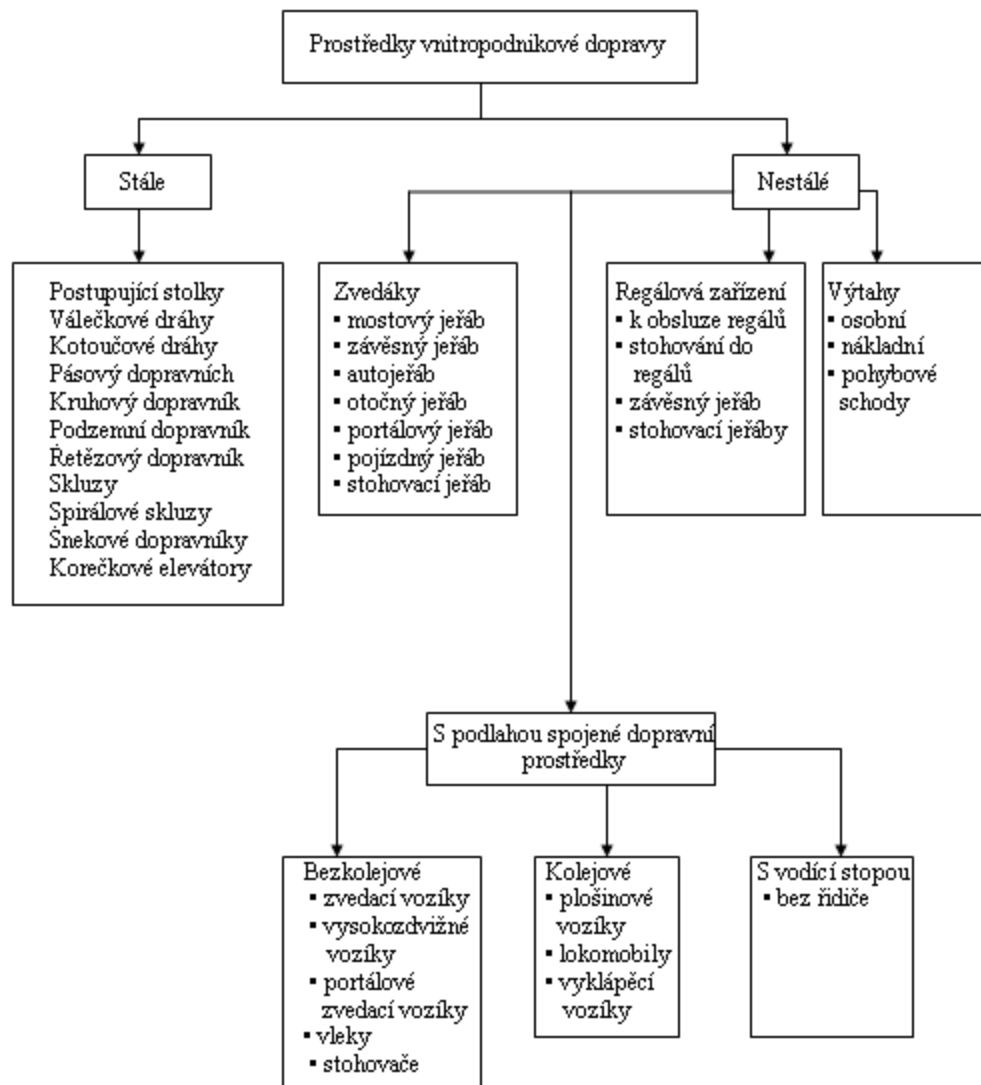 Prostředky vnitropodnikové dopravy
Stále
Nestálé
Postupující stolky
Válečkové dráhy
Kotoučové dráhy
Pásový dopravních
Kruhový dopravník
Podzemní dopravník
Řetězový dopravník
Skluzy
Spirálové skluzy
Šnekové dopravníky
Korečkové elevátory
Zvedáky
▪ mostový jeřáb
▪ závěsný jeřáb
▪ autojeřáb
▪ otočný jeřáb
▪ portálový jeřáb
▪ pojízdný jeřáb
▪ stohovací jeřáb
Regálová zařízení
▪ k obsluze regálů
▪ stohování do
regálů
▪ závěsný jeřáb
▪ stohovací jeřáby
Výtahy
▪ osobní
▪ nákladní
▪ pohybové
schody
S podlahou spojené dopravní
prostředky
Bezkolejové
▪ zvedací vozíky
▪ vysokozdvižné
vozíky
▪ portálové
zvedací vozíky
▪ vleky
▪ stohovače
Kolejové
▪ plošinové
vozíky
▪ lokomobily
▪ vyklápěcí
vozíky
S vodící stopou
▪ bez řidiče